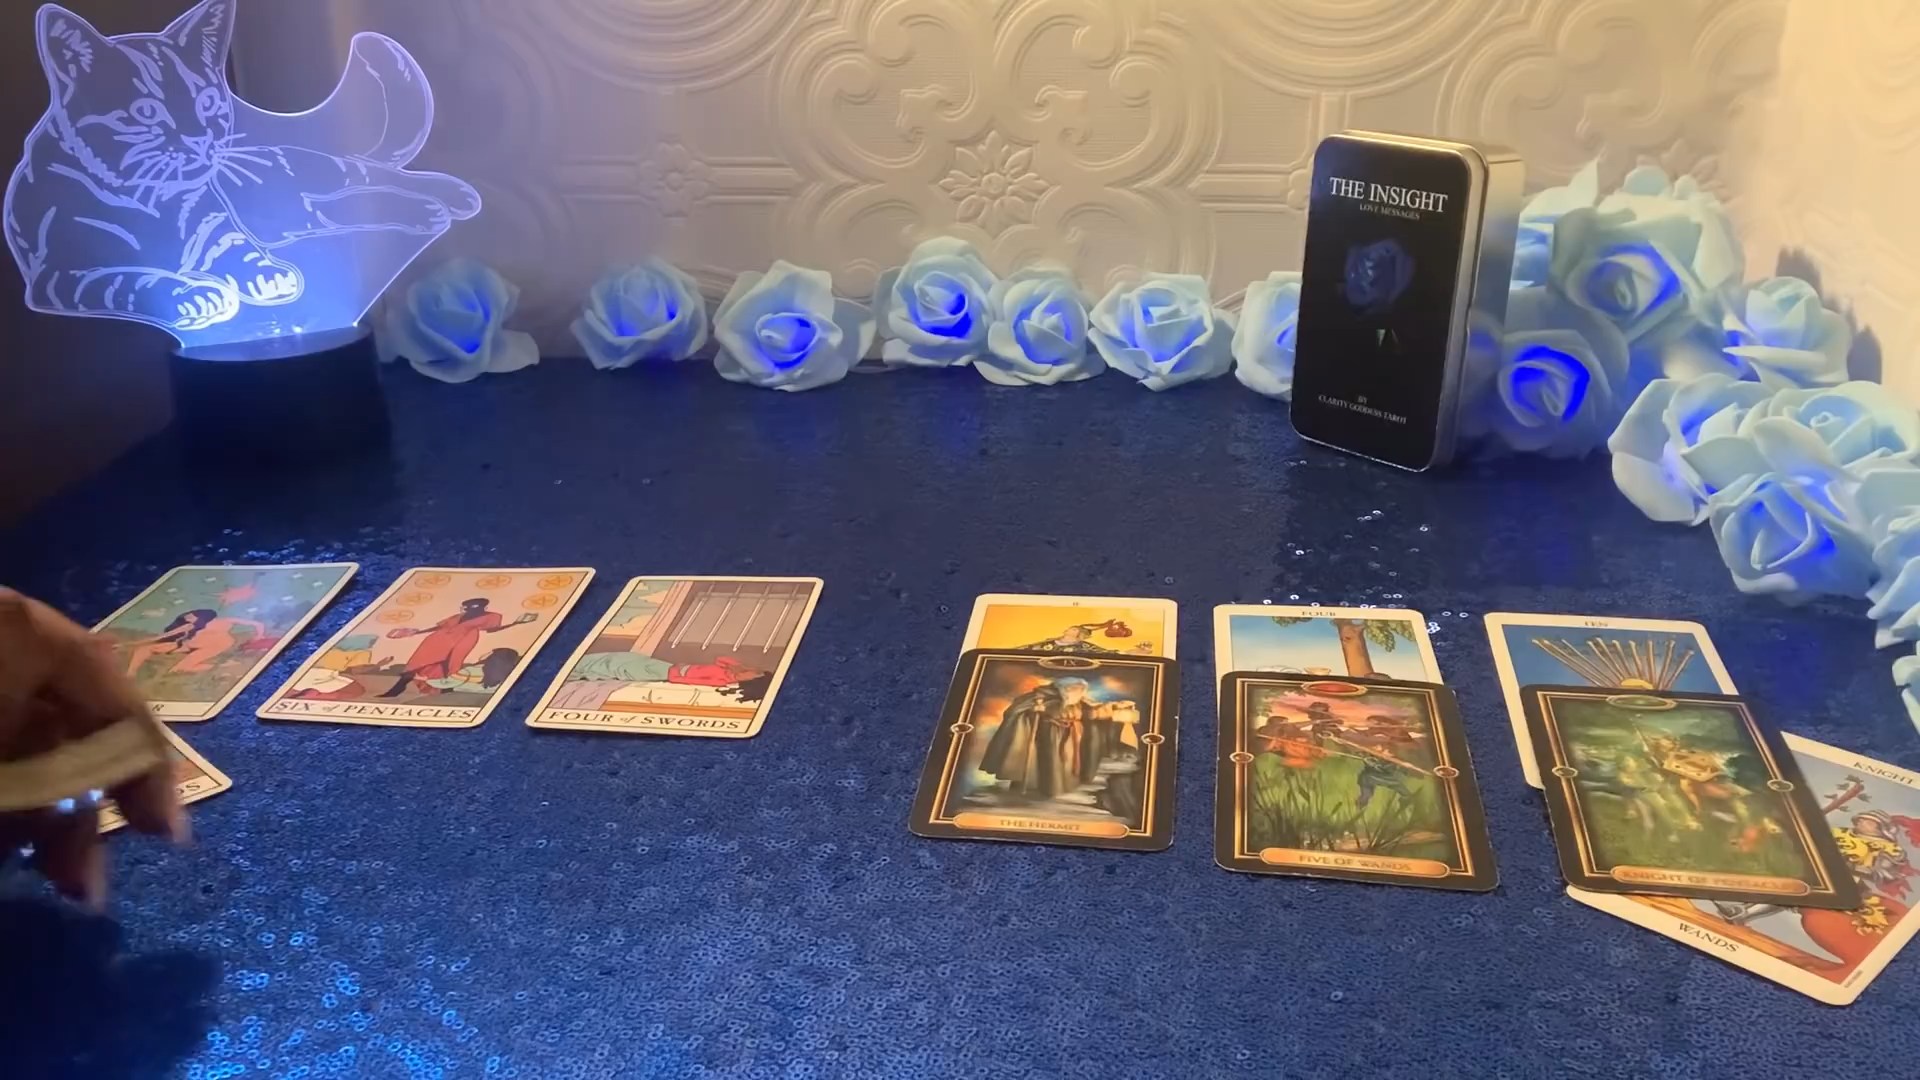 THE INSIGHT
LOVE MESSAGES
BY
CLARITY GODDESS TAROT
R
SIX of PENTACLES
FOUR of SWORDS
DS
FOUR
TEN
IX
THE HERMIT
FIVE OF WANDS
KNIGHT OF PENTACLES
KNIGHT
WANDS